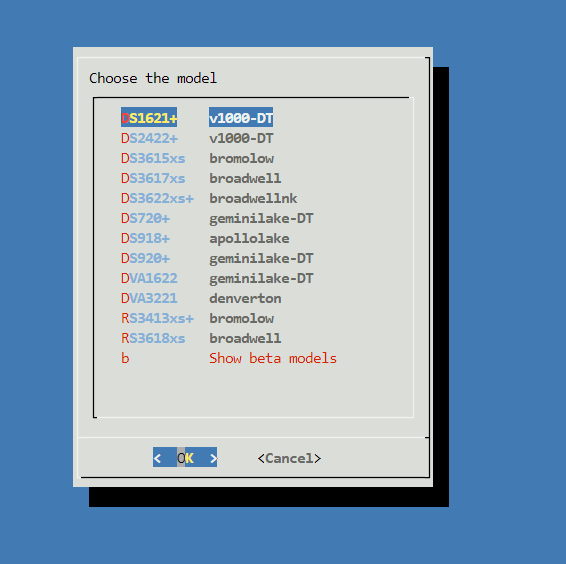 Choose the model
DS1621+ v1000-DT
DS2422+ v1000-DT
DS3615xs bromolow
DS3617xs broadwell
DS3622xs+ broadwellnk
DS720+ geminilake-DT
DS918+ apollolake
DS920+ geminilake-DT
DVA1622 geminilake-DT
DVA3221 denverton
RS3413xs+ bromolow
RS3618xs broadwell
b Show beta models
< OK > <Cancel>